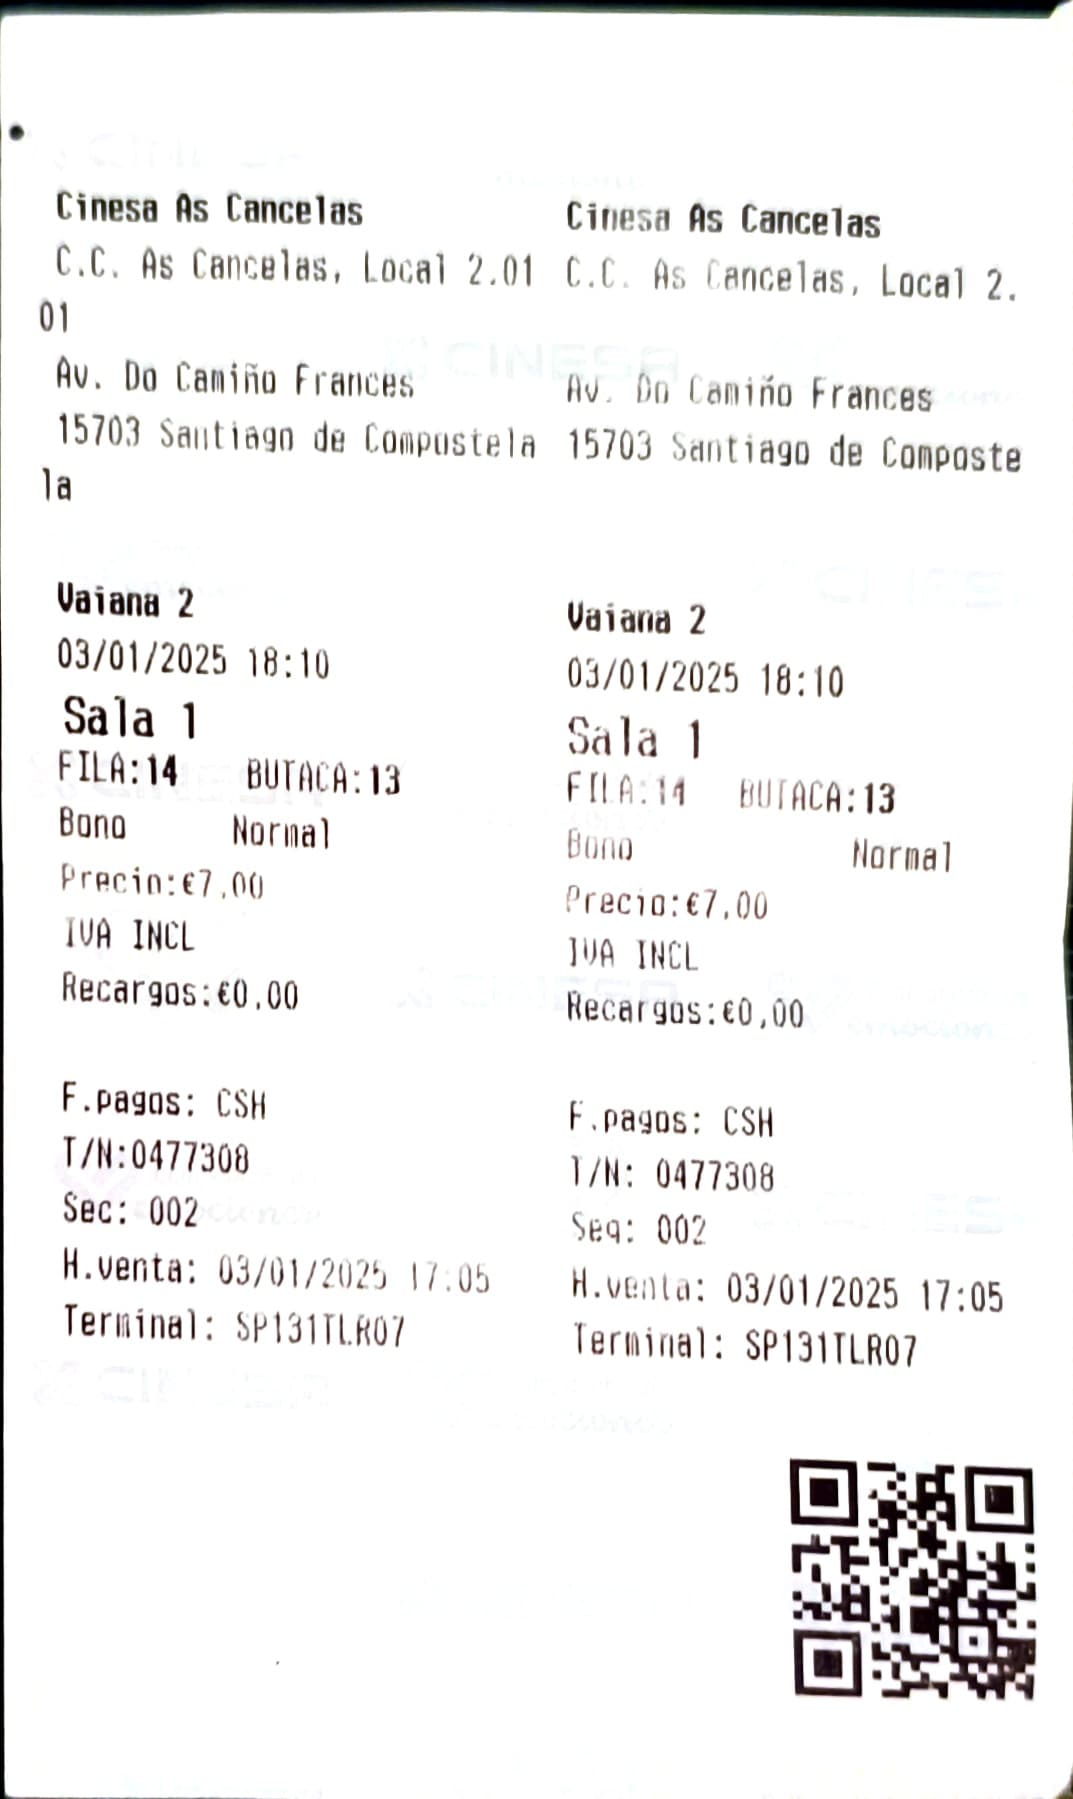 Cinesa As Cancelas
C.C. As Cancelas, Local 2.01
01
Av. Do Camiño Frances
15703 Santiago de Compostela
la
Vaiana 2
03/01/2025 18:10
Sala 1
FILA:14 BUTACA:13
Bono Normal
Precio:€7,00
IVA INCL
Recargos:€0,00
F.pagos: CSH
T/N:0477308
Sec: 002
H.venta: 03/01/2025 17:05
Terminal: SP131TLR07
Cinesa As Cancelas
C.C. As Cancelas, Local 2.
Av. Do Camiño Frances
15703 Santiago de Composte
Vaiana 2
03/01/2025 18:10
Sala 1
FILA:14 BUTACA:13
Bono Normal
Precio:€7,00
IVA INCL
Recargos:€0,00
F.pagos: CSH
T/N: 0477308
Seq: 002
H.venta: 03/01/2025 17:05
Terminal: SP131TLR07
CINESA